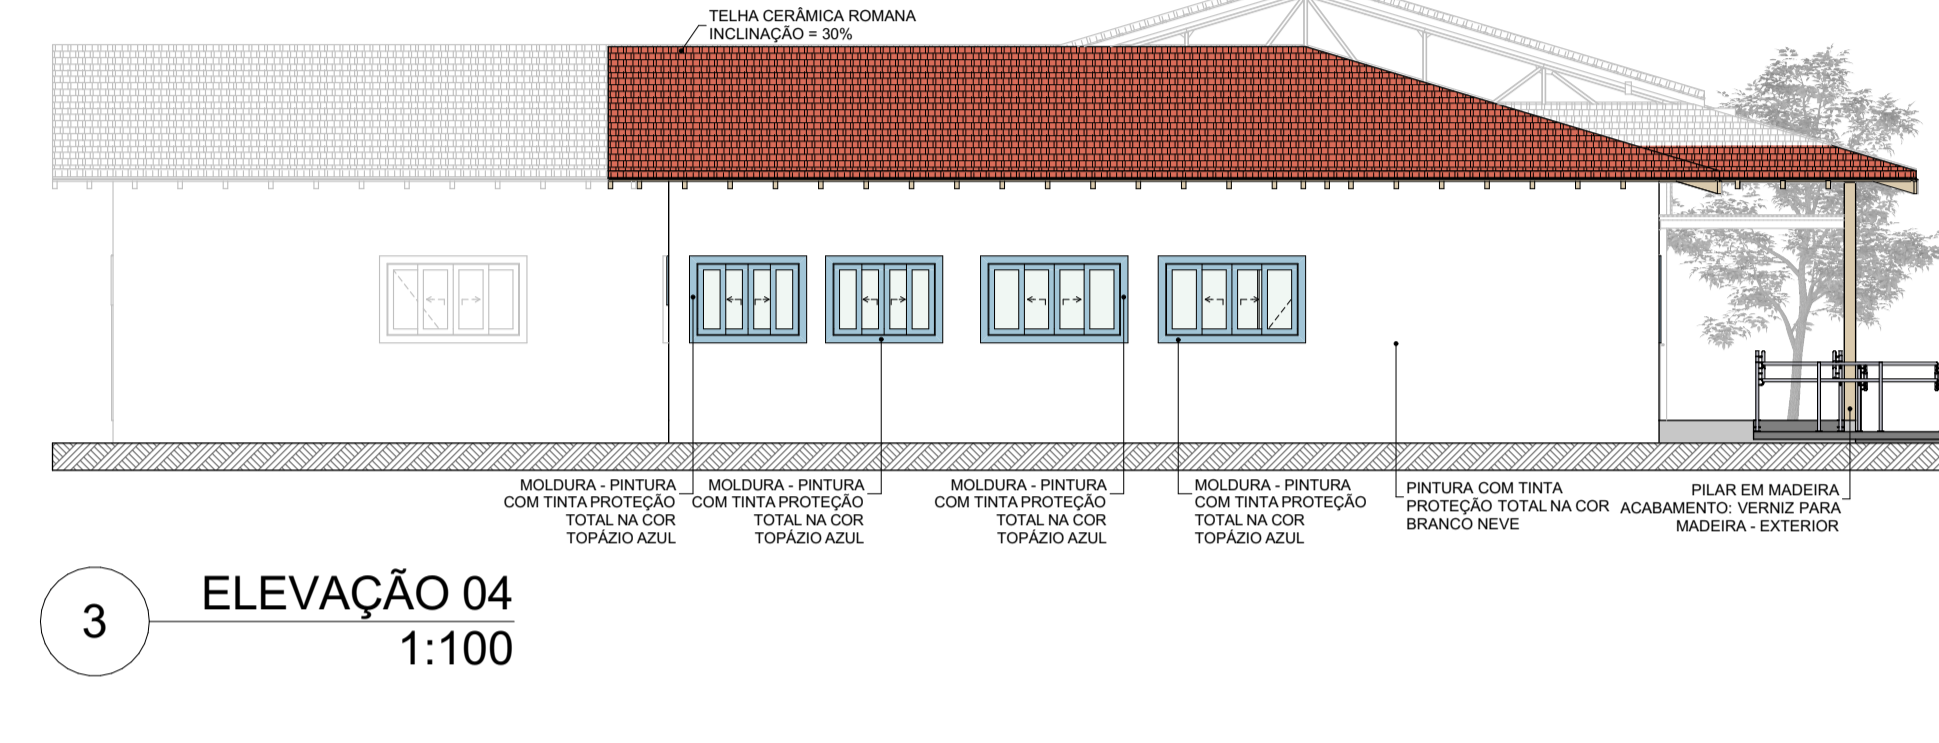 TELHA CERÂMICA ROMANA
INCLINAÇÃO = 30%
MOLDURA - PINTURA
COM TINTA PROTEÇÃO
TOTAL NA COR
TOPÁZIO AZUL
MOLDURA - PINTURA
COM TINTA PROTEÇÃO
TOTAL NA COR
TOPÁZIO AZUL
MOLDURA - PINTURA
COM TINTA PROTEÇÃO
TOTAL NA COR
TOPÁZIO AZUL
MOLDURA - PINTURA
COM TINTA PROTEÇÃO
TOTAL NA COR
TOPÁZIO AZUL
PINTURA COM TINTA
PROTEÇÃO TOTAL NA COR
BRANCO NEVE
PILAR EM MADEIRA
ACABAMENTO: VERNIZ PARA
MADEIRA - EXTERIOR
3
ELEVAÇÃO 04
1:100